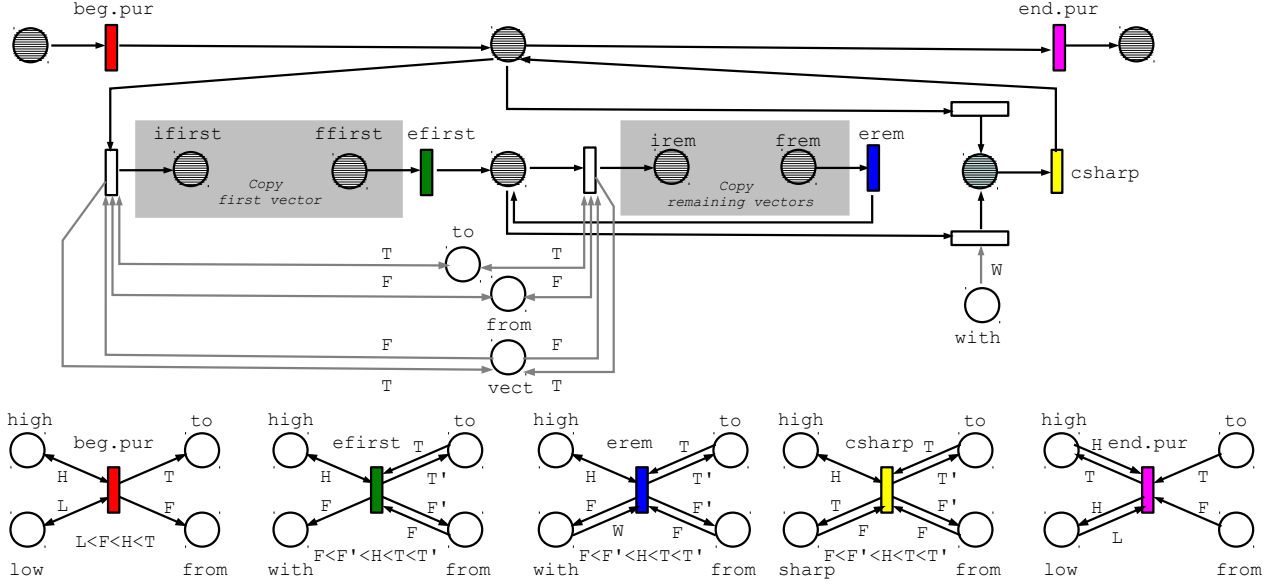 beg.pur end.pur
ifirst ffirst efirst irem frem erem
csharp
Copy
first vector
Copy
remaining vectors
to
T T
F F
from
W
with
F F
vect
T T
high to high to high to high to high to
beg.pur efirst erem csharp end.pur
H T H T T' H T T' H T T' H T T
L F F F' F F F' W F T F' F F H F L
L<F<H<T F<F'<H<T<T' F<F'<H<T<T' F<F'<H<T<T'
low from with from with from sharp from low from